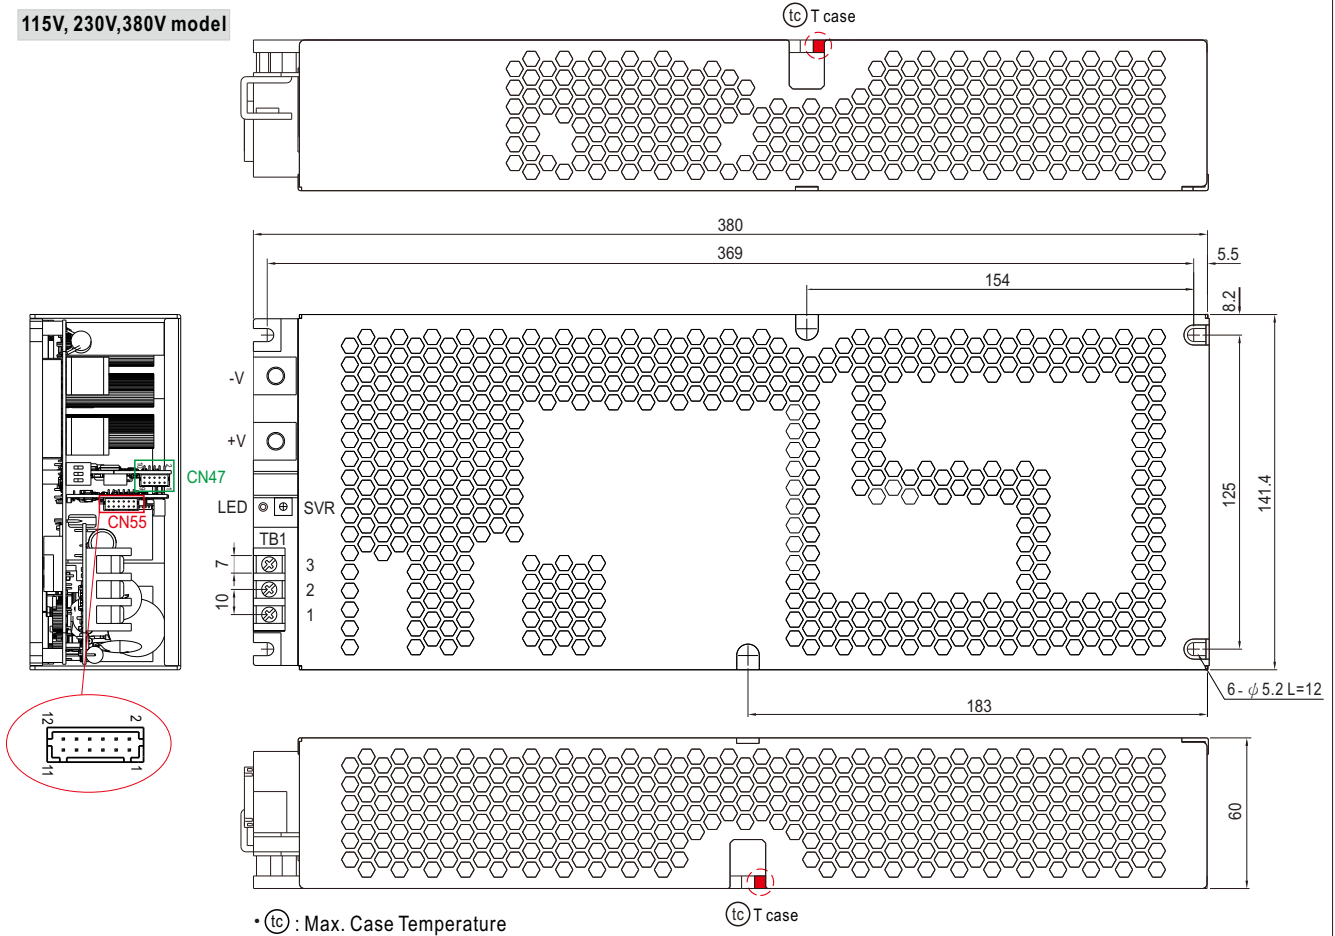 115V, 230V,380V model
tc T case
380
369
5.5
154
8.2
-V
+V
CN47
CN55
LED
SVR
TB1
3
2
1
7
10
125
141.4
6 - ϕ 5.2 L=12
183
12
2
11
1
60
tc T case
• tc : Max. Case Temperature